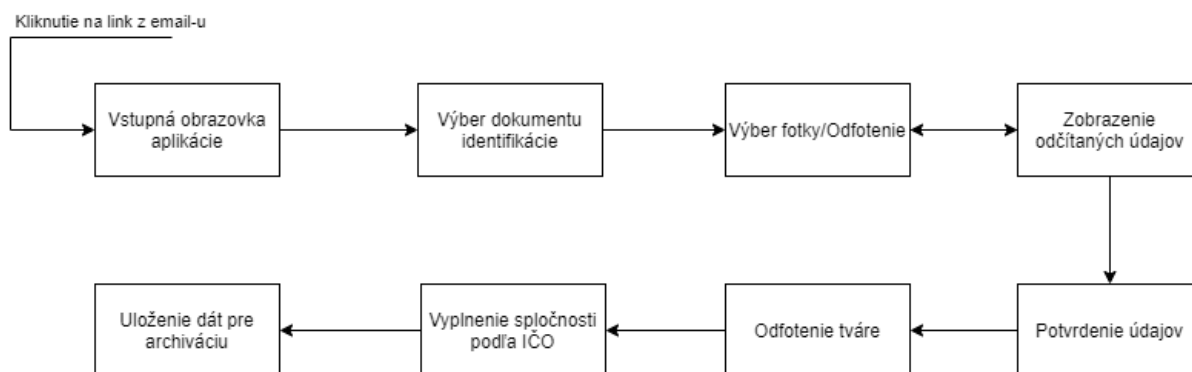 Kliknutie na link z email-u
Vstupná obrazovka
aplikácie
Výber dokumentu
identifikácie
Výber fotky/Odfotenie
Zobrazenie
odčítaných údajov
Uloženie dát pre
archiváciu
Vyplnenie spločnosti
podľa IČO
Odfotenie tváre
Potvrdenie údajov